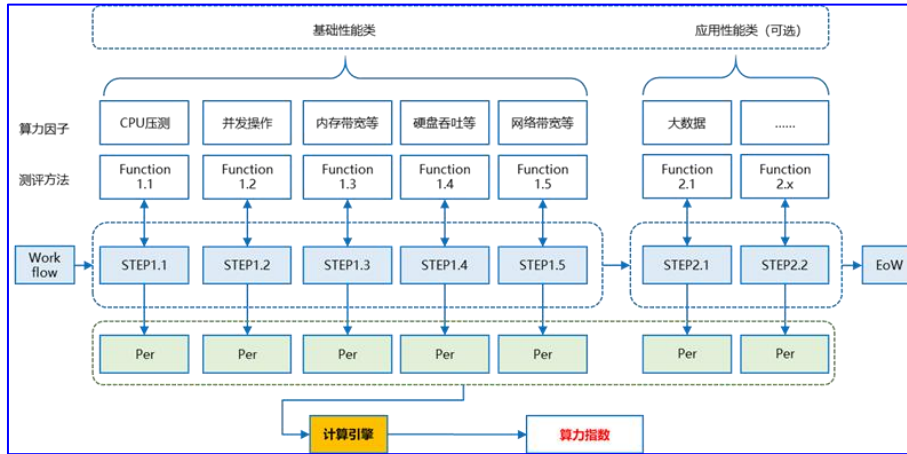 基础性能类
应用性能类（可选）
算力因子
CPU压测
并发操作
内存带宽等
硬盘吞吐等
网络带宽等
大数据
……
测评方法
Function
1.1
Function
1.2
Function
1.3
Function
1.4
Function
1.5
Function
2.1
Function
2.x
Work
flow
STEP1.1
STEP1.2
STEP1.3
STEP1.4
STEP1.5
STEP2.1
STEP2.2
EoW
Per
Per
Per
Per
Per
Per
Per
计算引擎
算力指数